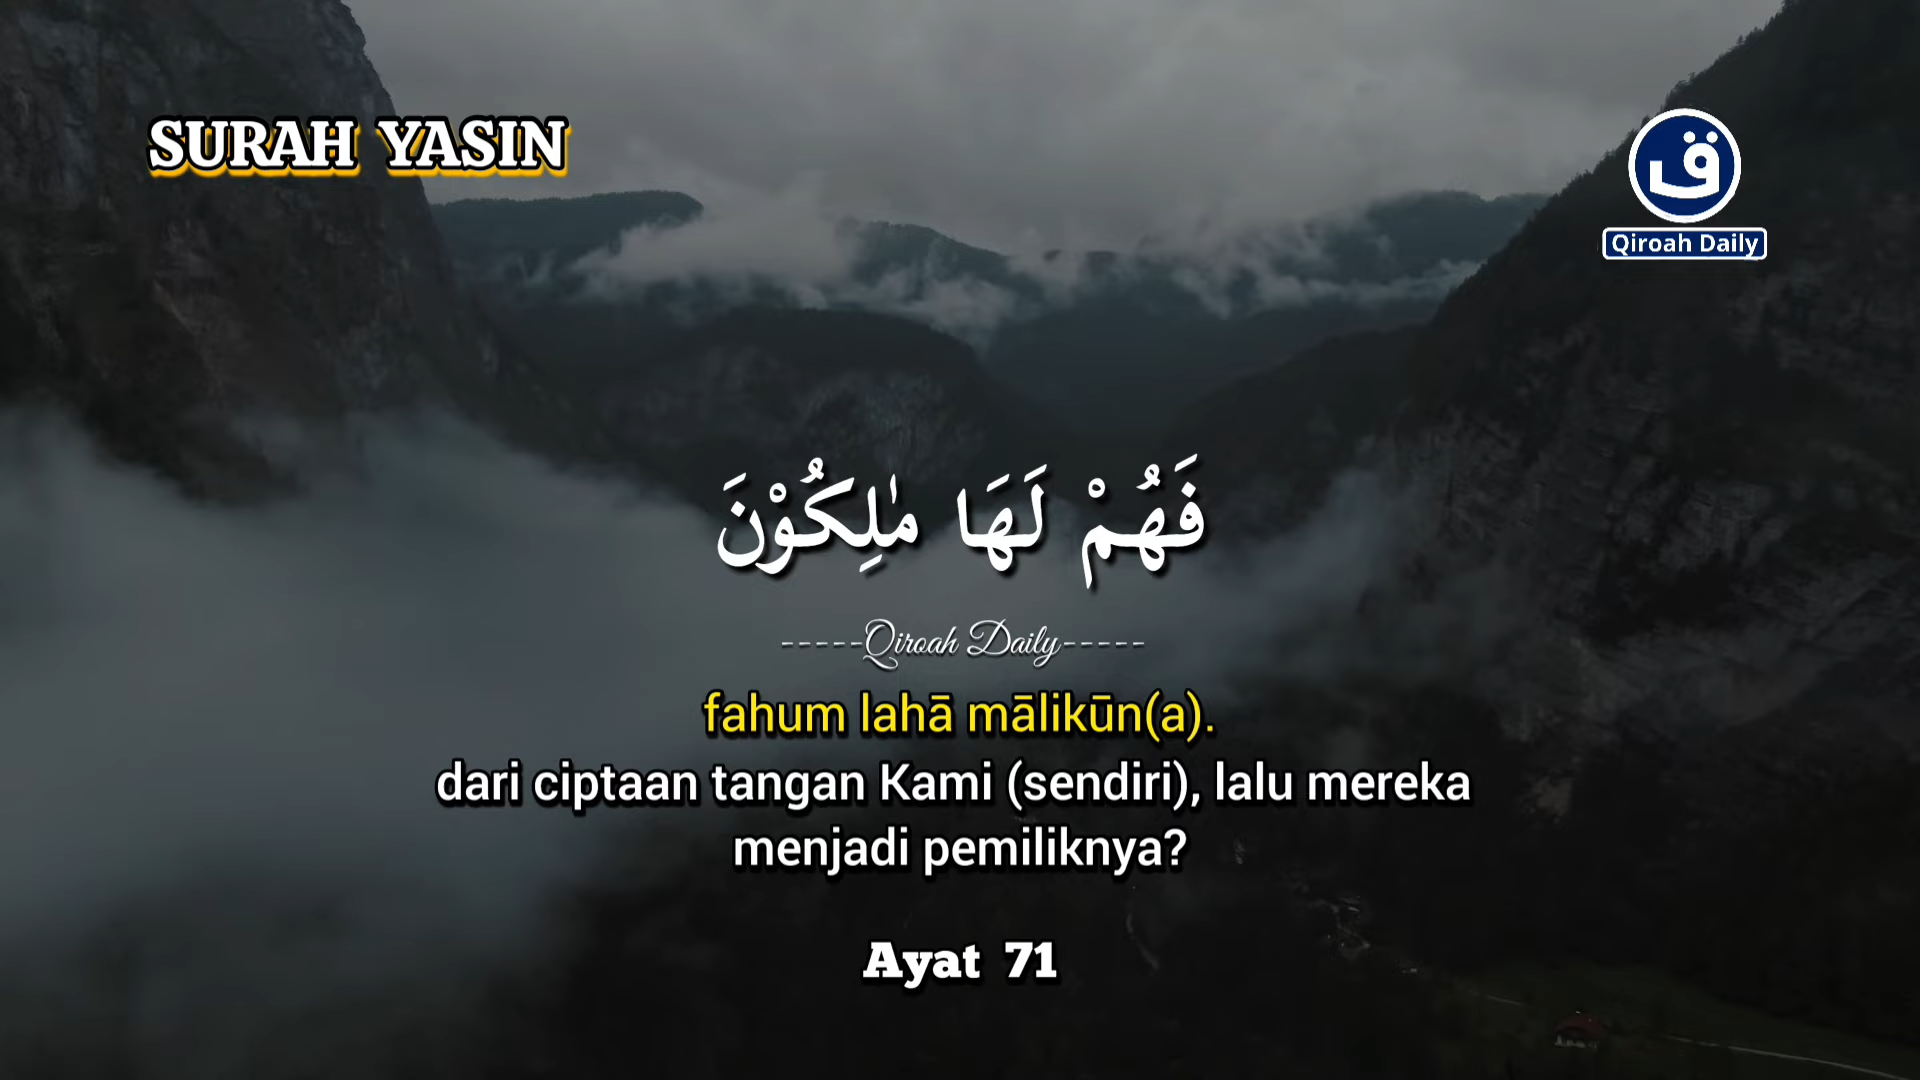 SURAH YASIN
ق
Qiroah Daily
فَهُمْ لَهَا مٰلِكُوْنَ
-----Qiroah Daily-----
fahum lahā mālikūn(a).
dari ciptaan tangan Kami (sendiri), lalu mereka
menjadi pemiliknya?
Ayat 71